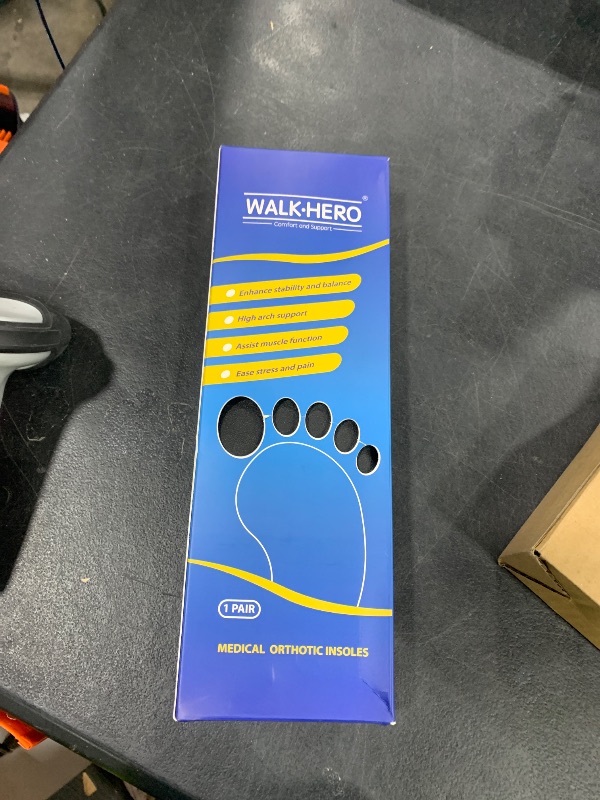 WALK·HERO®
Comfort and Support
Enhance stability and balance
High arch support
Assist muscle function
Ease stress and pain
1 PAIR
MEDICAL ORTHOTIC INSOLES